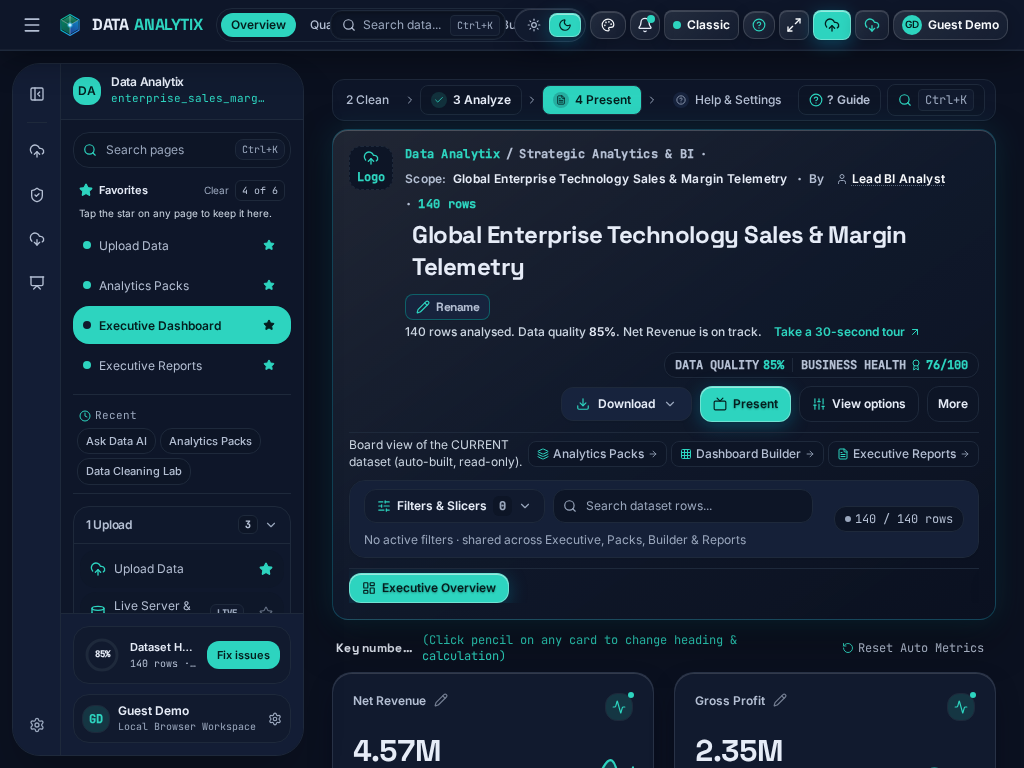 DATA ANALYTIX
Overview
Search data... Ctrl+K
Classic
GD Guest Demo
DA Data Analytix
enterprise_sales_marg…
Search pages Ctrl+K
Favorites Clear 4 of 6
Tap the star on any page to keep it here.
Upload Data
Analytics Packs
Executive Dashboard
Executive Reports
Recent
Ask Data AI Analytics Packs
Data Cleaning Lab
1 Upload 3
Upload Data
Live Server & LIVE
85% Dataset H...
140 rows ·…
Fix issues
GD Guest Demo
Local Browser Workspace
2 Clean 3 Analyze 4 Present Help & Settings ? Guide Ctrl+K
Logo
Data Analytix / Strategic Analytics & BI ·
Scope: Global Enterprise Technology Sales & Margin Telemetry · By Lead BI Analyst
· 140 rows
Global Enterprise Technology Sales & Margin
Telemetry
Rename
140 rows analysed. Data quality 85%. Net Revenue is on track. Take a 30-second tour
DATA QUALITY 85% BUSINESS HEALTH 76/100
Download Present View options More
Board view of the CURRENT
dataset (auto-built, read-only).
Analytics Packs → Dashboard Builder → Executive Reports →
Filters & Slicers 0 Search dataset rows...
140 / 140 rows
No active filters · shared across Executive, Packs, Builder & Reports
Executive Overview
Key numbe… (Click pencil on any card to change heading &
calculation)
Reset Auto Metrics
Net Revenue
4.57M
Gross Profit
2.35M